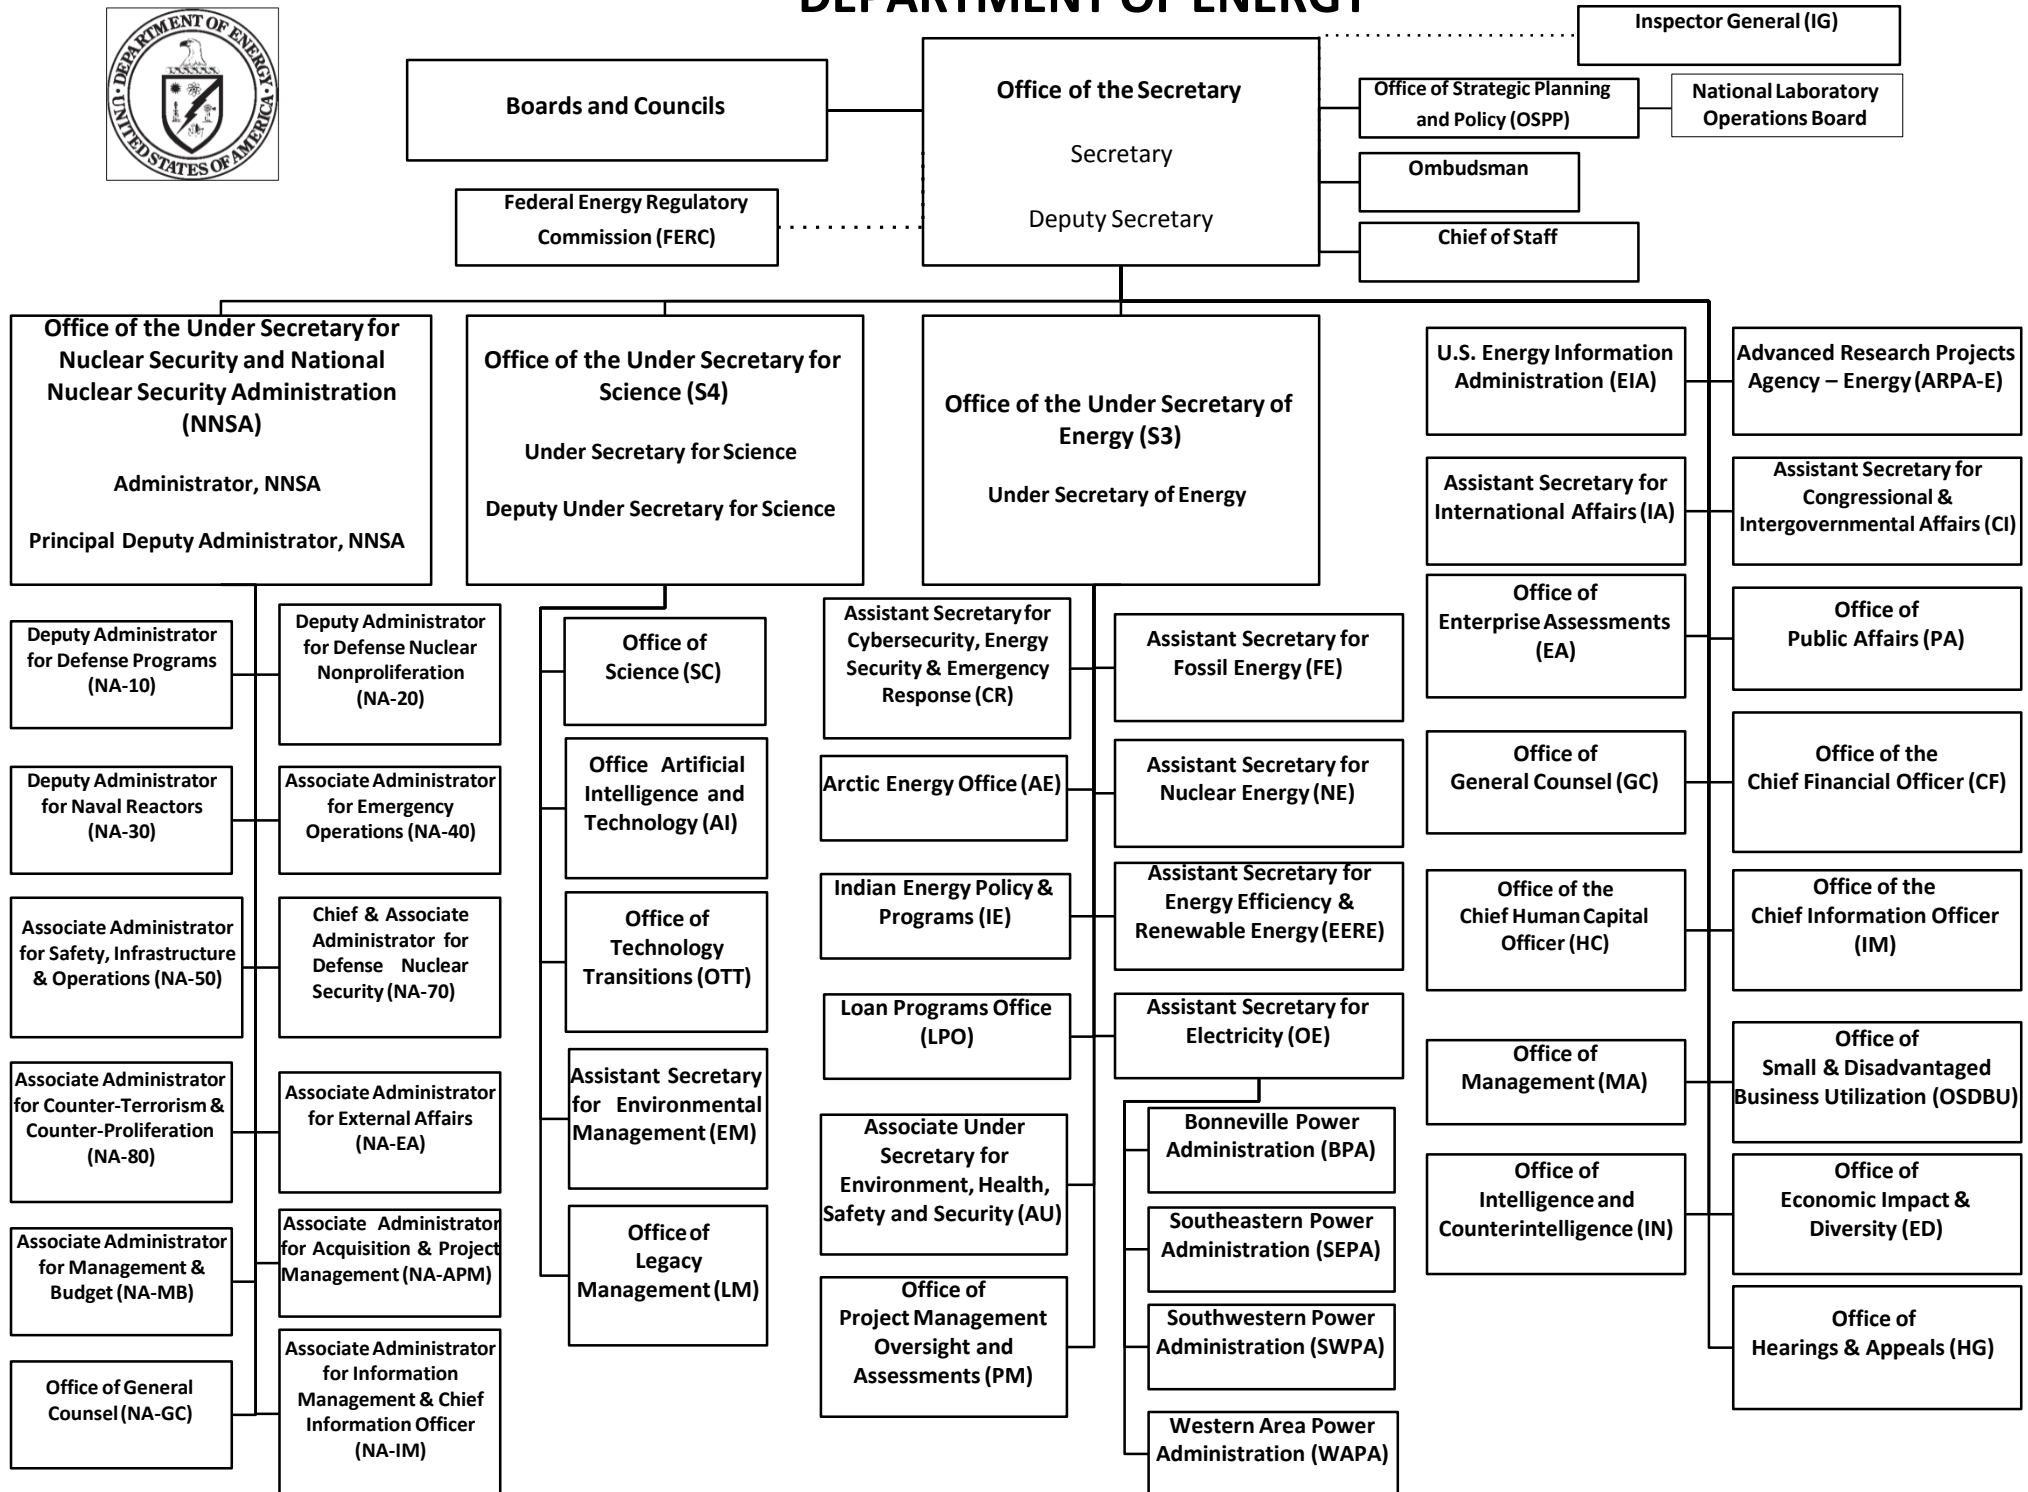 DEPARTMENT OF ENERGY
DEPARTMENT OF ENERGY
UNITED STATES OF AMERICA
Inspector General (IG)
Boards and Councils
Office of the Secretary
Secretary
Deputy Secretary
Office of Strategic Planning
and Policy (OSPP)
National Laboratory
Operations Board
Ombudsman
Chief of Staff
Federal Energy Regulatory
Commission (FERC)
Office of the Under Secretary for
Nuclear Security and National
Nuclear Security Administration
(NNSA)
Administrator, NNSA
Principal Deputy Administrator, NNSA
Office of the Under Secretary for
Science (S4)
Under Secretary for Science
Deputy Under Secretary for Science
Office of the Under Secretary of
Energy (S3)
Under Secretary of Energy
Deputy Administrator
for Defense Programs
(NA-10)
Deputy Administrator
for Defense Nuclear
Nonproliferation
(NA-20)
Deputy Administrator
for Naval Reactors
(NA-30)
Associate Administrator
for Emergency
Operations (NA-40)
Associate Administrator
for Safety, Infrastructure
& Operations (NA-50)
Chief & Associate
Administrator for
Defense Nuclear
Security (NA-70)
Associate Administrator
for Counter-Terrorism &
Counter-Proliferation
(NA-80)
Associate Administrator
for External Affairs
(NA-EA)
Associate Administrator
for Management &
Budget (NA-MB)
Associate Administrator
for Acquisition & Project
Management (NA-APM)
Office of General
Counsel (NA-GC)
Associate Administrator
for Information
Management & Chief
Information Officer
(NA-IM)
Office of
Science (SC)
Office Artificial
Intelligence and
Technology (AI)
Office of
Technology
Transitions (OTT)
Assistant Secretary
for Environmental
Management (EM)
Office of
Legacy
Management (LM)
Assistant Secretary for
Cybersecurity, Energy
Security & Emergency
Response (CR)
Assistant Secretary for
Fossil Energy (FE)
Arctic Energy Office (AE)
Assistant Secretary for
Nuclear Energy (NE)
Indian Energy Policy &
Programs (IE)
Assistant Secretary for
Energy Efficiency &
Renewable Energy (EERE)
Loan Programs Office
(LPO)
Assistant Secretary for
Electricity (OE)
Associate Under
Secretary for
Environment, Health,
Safety and Security (AU)
Office of
Project Management
Oversight and
Assessments (PM)
Bonneville Power
Administration (BPA)
Southeastern Power
Administration (SEPA)
Southwestern Power
Administration (SWPA)
Western Area Power
Administration (WAPA)
U.S. Energy Information
Administration (EIA)
Advanced Research Projects
Agency – Energy (ARPA-E)
Assistant Secretary for
International Affairs (IA)
Assistant Secretary for
Congressional &
Intergovernmental Affairs (CI)
Office of
Enterprise Assessments
(EA)
Office of
Public Affairs (PA)
Office of
General Counsel (GC)
Office of the
Chief Financial Officer (CF)
Office of the
Chief Human Capital
Officer (HC)
Office of the
Chief Information Officer
(IM)
Office of
Management (MA)
Office of
Small & Disadvantaged
Business Utilization (OSDBU)
Office of
Intelligence and
Counterintelligence (IN)
Office of
Economic Impact &
Diversity (ED)
Office of
Hearings & Appeals (HG)